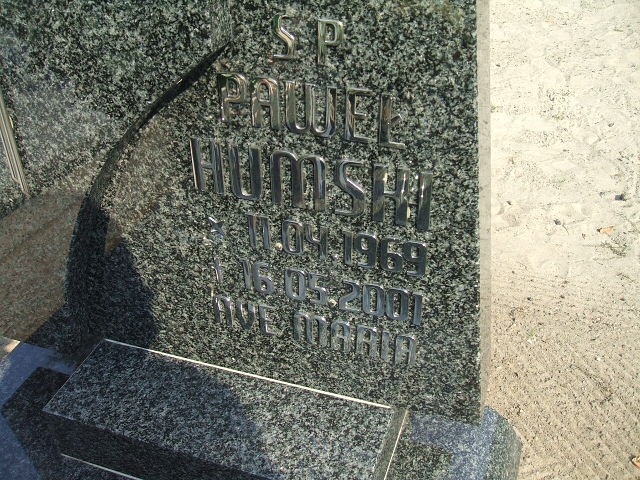 Ś P
PAWEŁ
HUMSKI
* 11.04.1969
† 16.05.2001
AVE MARIA